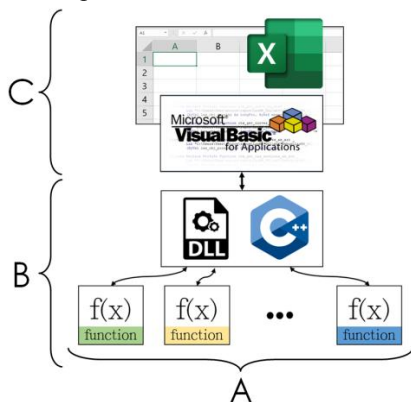 A B
1
2
3
4
5
X
C
Microsoft
Visual Basic
for Applications
B
DLL
C++
f(x) f(x) ••• f(x)
function function function
A